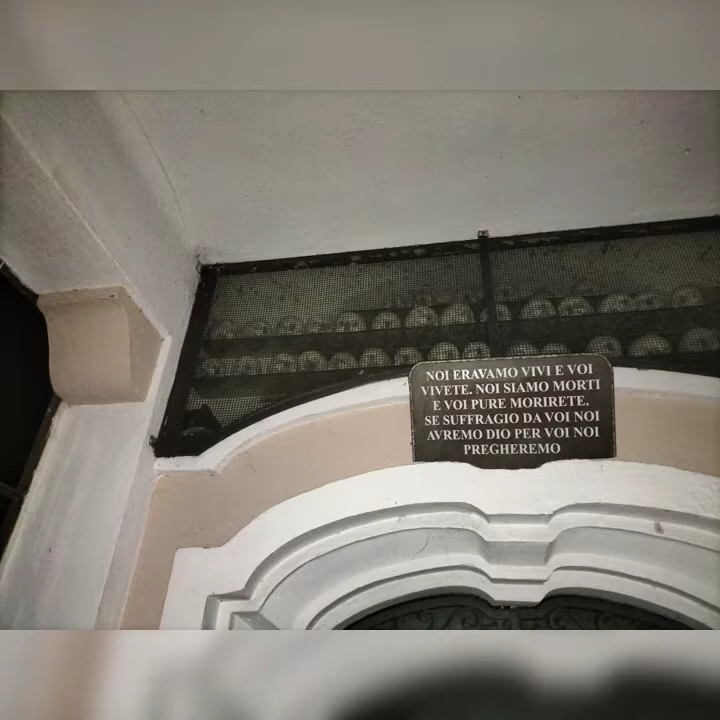 NOI ERAVAMO VIVI E VOI
VIVETE. NOI SIAMO MORTI
E VOI PURE MORIRETE.
SE SUFFRAGIO DA VOI NOI
AVREMO DIO PER VOI NOI
PREGHEREMO